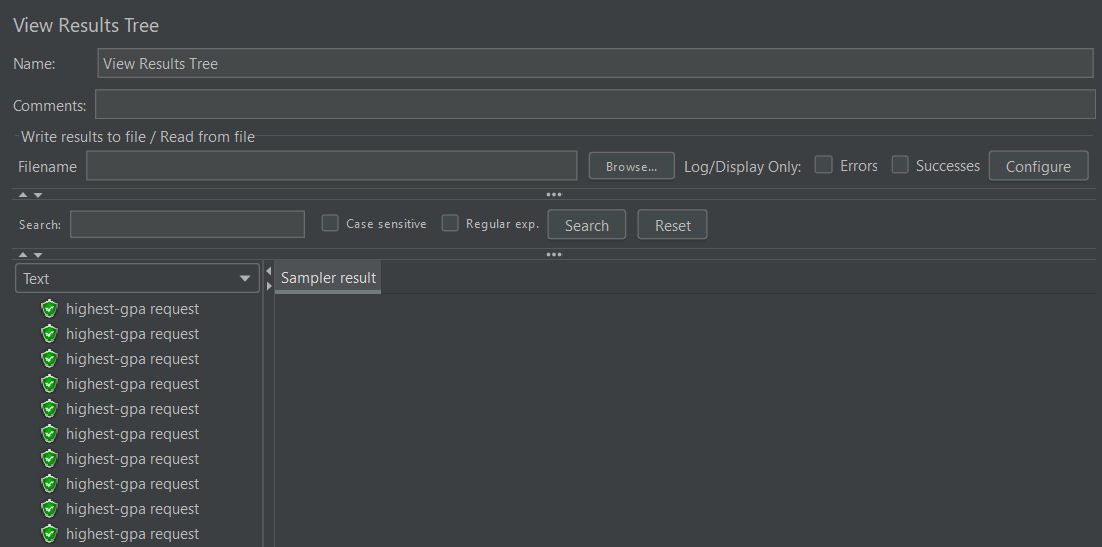 View Results Tree
Name: View Results Tree
Comments:
Write results to file / Read from file
Filename Browse... Log/Display Only: Errors Successes Configure
Search: Case sensitive Regular exp. Search Reset
Text Sampler result
highest-gpa request
highest-gpa request
highest-gpa request
highest-gpa request
highest-gpa request
highest-gpa request
highest-gpa request
highest-gpa request
highest-gpa request
highest-gpa request